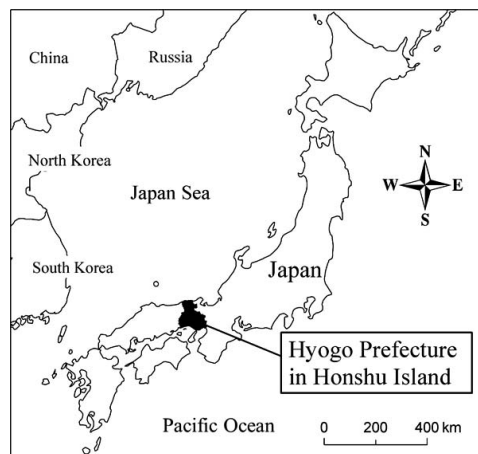 China
Russia
North Korea
Japan Sea
South Korea
Japan
N
W
E
S
Hyogo Prefecture
in Honshu Island
Pacific Ocean
0 200 400 km